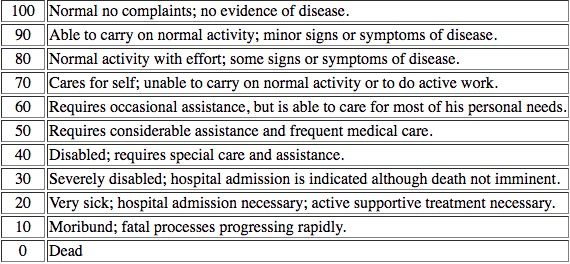 100 Normal no complaints; no evidence of disease.
90 Able to carry on normal activity; minor signs or symptoms of disease.
80 Normal activity with effort; some signs or symptoms of disease.
70 Cares for self; unable to carry on normal activity or to do active work.
60 Requires occasional assistance, but is able to care for most of his personal needs.
50 Requires considerable assistance and frequent medical care.
40 Disabled; requires special care and assistance.
30 Severely disabled; hospital admission is indicated although death not imminent.
20 Very sick; hospital admission necessary; active supportive treatment necessary.
10 Moribund; fatal processes progressing rapidly.
0 Dead